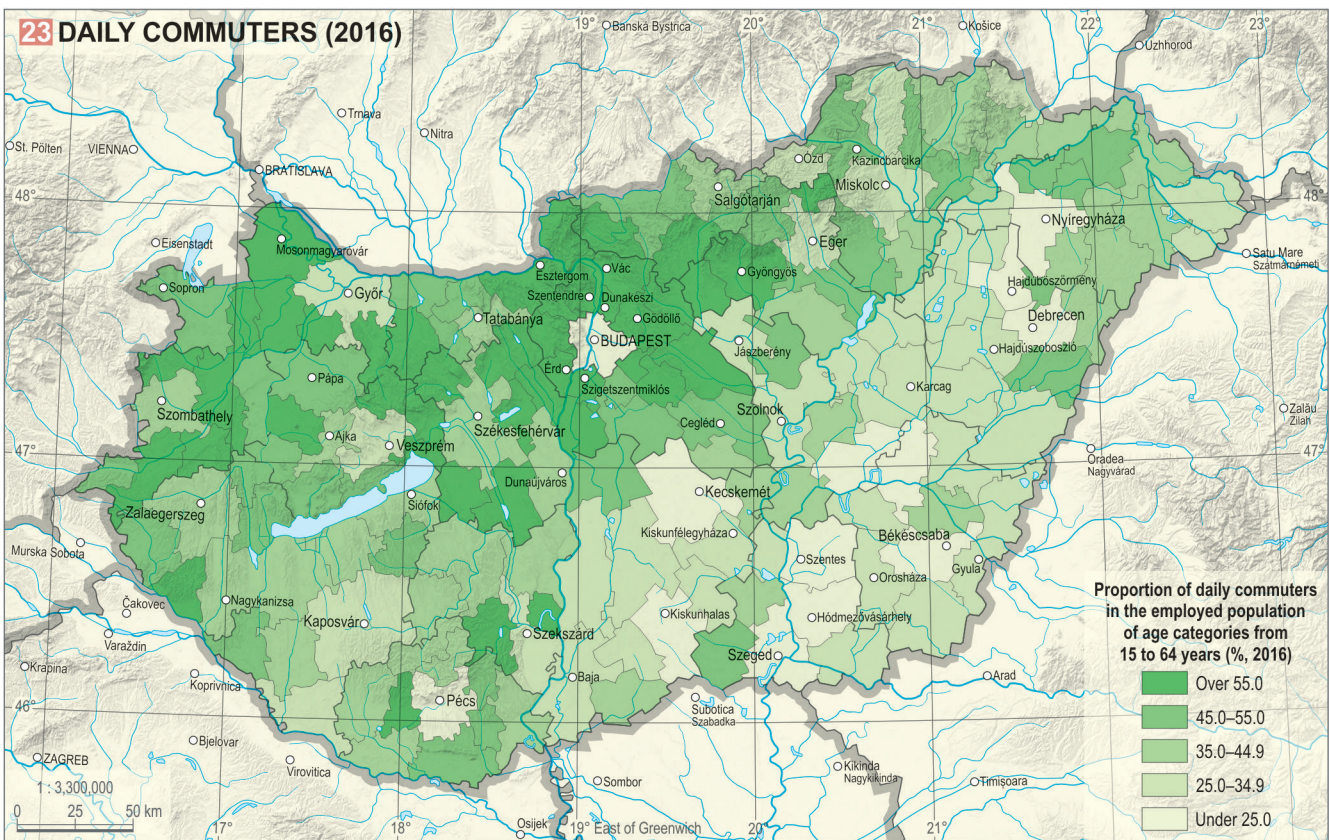 23 DAILY COMMUTERS (2016)
19°
Banská Bystrica
20°
21°
Košice
22°
Uzhhorod
23°
Trnava
Nitra
St. Pölten
VIENNA
BRATISLAVA
Ózd
Kazincbarcika
Miskolc
Salgótarján
48°
48°
Nyíregyháza
Eisenstadt
Mosonmagyaróvár
Eger
Satu Mare
Szatmárnémeti
Sopron
Győr
Esztergom
Vác
Gyöngyös
Szentendre
Dunakeszi
Hajdúböszörmény
Tatabánya
Gödöllő
Debrecen
BUDAPEST
Jászberény
Hajdúszoboszló
Pápa
Érd
Szigetszentmiklós
Karcag
Szombathely
Szolnok
Zalău
Zilah
Székesfehérvár
Cegléd
Ajka
Veszprém
47°
47°
Oradea
Nagyvárad
Dunaújváros
Kecskemét
Zalaegerszeg
Siófok
Kiskunfélegyháza
Békéscsaba
Murska Sobota
Szentes
Gyula
Orosháza
Nagykanizsa
Čakovec
Kaposvár
Kiskunhalas
Hódmezővásárhely
Varaždin
Szekszárd
Szeged
Krapina
Koprivnica
Baja
Arad
Pécs
46°
46°
Subotica
Szabadka
Bjelovar
ZAGREB
Virovitica
Sombor
Kikinda
Nagykikinda
Timișoara
1 : 3,300,000
0 25 50 km
17°
18°
Osijek
19° East of Greenwich
20°
21°
Proportion of daily commuters
in the employed population
of age categories from
15 to 64 years (%, 2016)
Over 55.0
45.0–55.0
35.0–44.9
25.0–34.9
Under 25.0